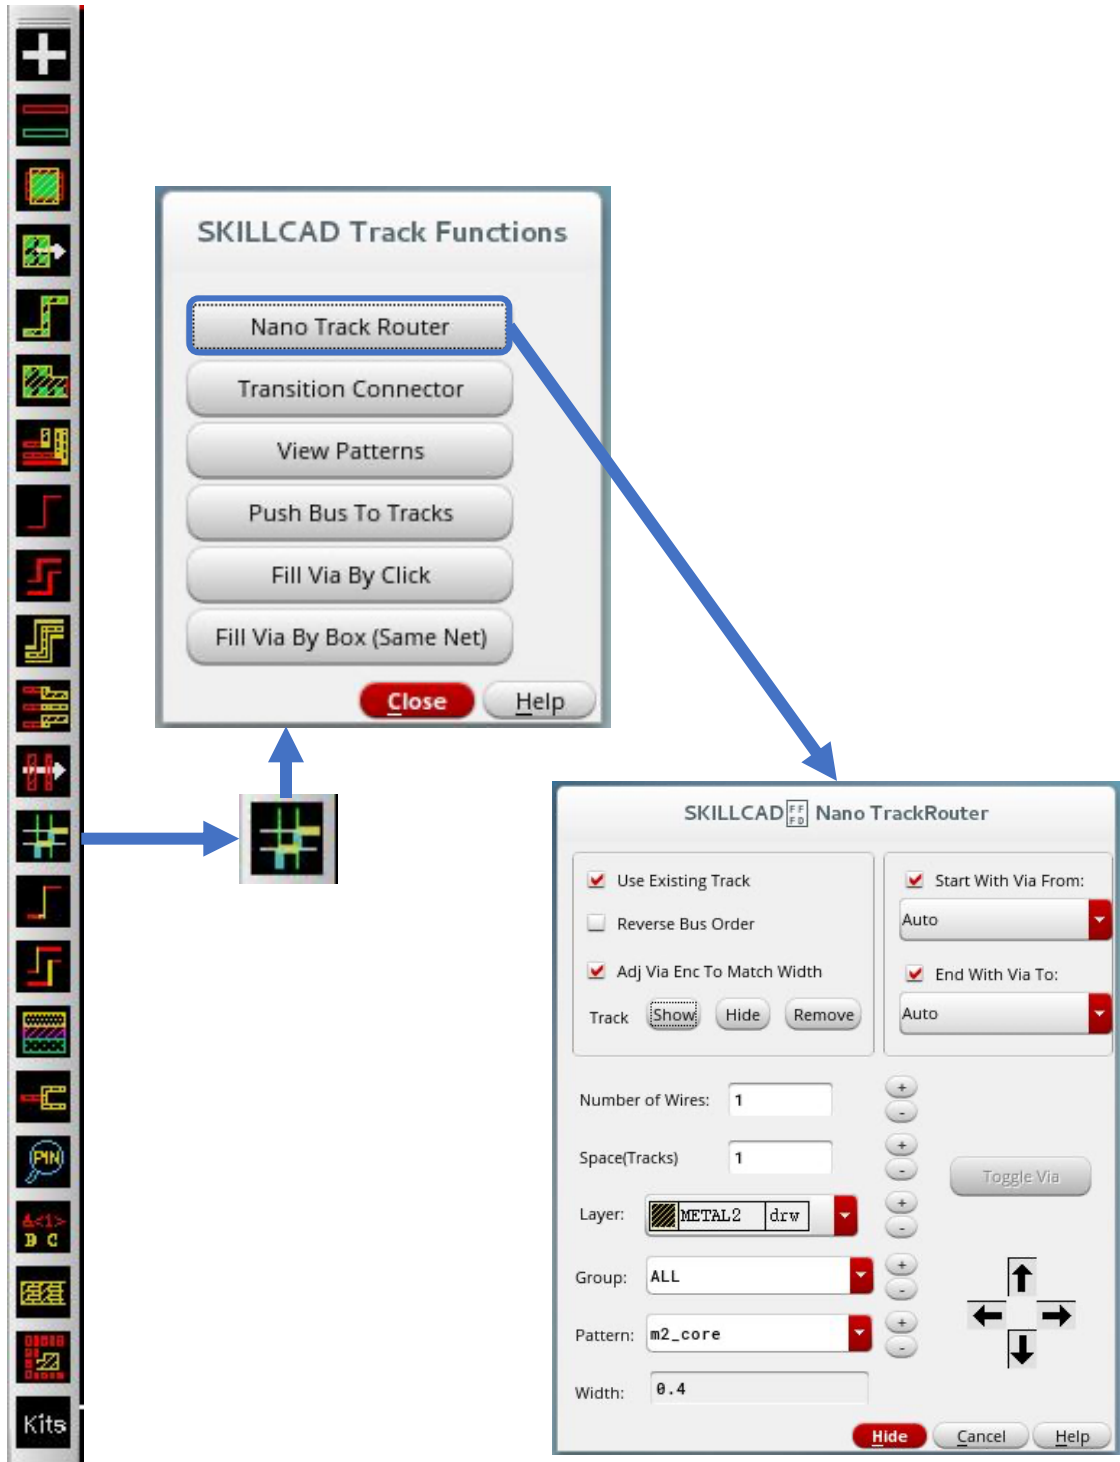 SKILLCAD Track Functions
Nano Track Router
Transition Connector
View Patterns
Push Bus To Tracks
Fill Via By Click
Fill Via By Box (Same Net)
Close Help
PIN
&<1>
B C
Kits
SKILLCAD FFFD Nano TrackRouter
Use Existing Track
Reverse Bus Order
Adj Via Enc To Match Width
Track Show Hide Remove
Start With Via From:
Auto
End With Via To:
Auto
Number of Wires: 1 + -
Space(Tracks) 1 + -
Toggle Via
Layer: METAL2 drw + -
Group: ALL + -
Pattern: m2_core + -
Width: 0.4
Hide Cancel Help